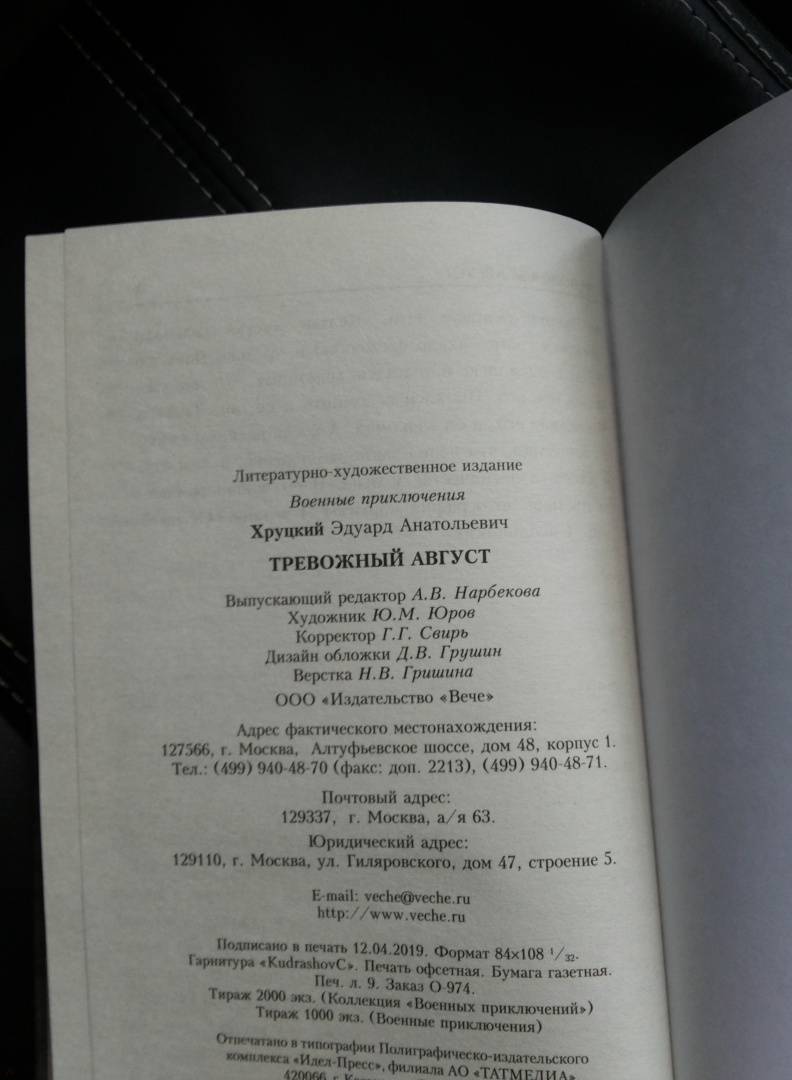 Литературно-художественное издание
Военные приключения
Хруцкий Эдуард Анатольевич
ТРЕВОЖНЫЙ АВГУСТ
Выпускающий редактор А.В. Нарбекова
Художник Ю.М. Юров
Корректор Г.Г. Свирь
Дизайн обложки Д.В. Грушин
Верстка Н.В. Гришина
ООО «Издательство «Вече»
Адрес фактического местонахождения:
127566, г. Москва, Алтуфьевское шоссе, дом 48, корпус 1.
Тел.: (499) 940-48-70 (факс: доп. 2213), (499) 940-48-71.
Почтовый адрес:
129337, г. Москва, а/я 63.
Юридический адрес:
129110, г. Москва, ул. Гиляровского, дом 47, строение 5.
E-mail: veche@veche.ru
http://www.veche.ru
Подписано в печать 12.04.2019. Формат 84×108 1/32.
Гарнитура «KudrashovC». Печать офсетная. Бумага газетная.
Печ. л. 9. Заказ О-974.
Тираж 2000 экз. (Коллекция «Военных приключений»)
Тираж 1000 экз. (Военные приключения)
Отпечатано в типографии Полиграфическо-издательского
комплекса «Идел-Пресс», филиала АО «ТАТМЕДИА»
420066, г.